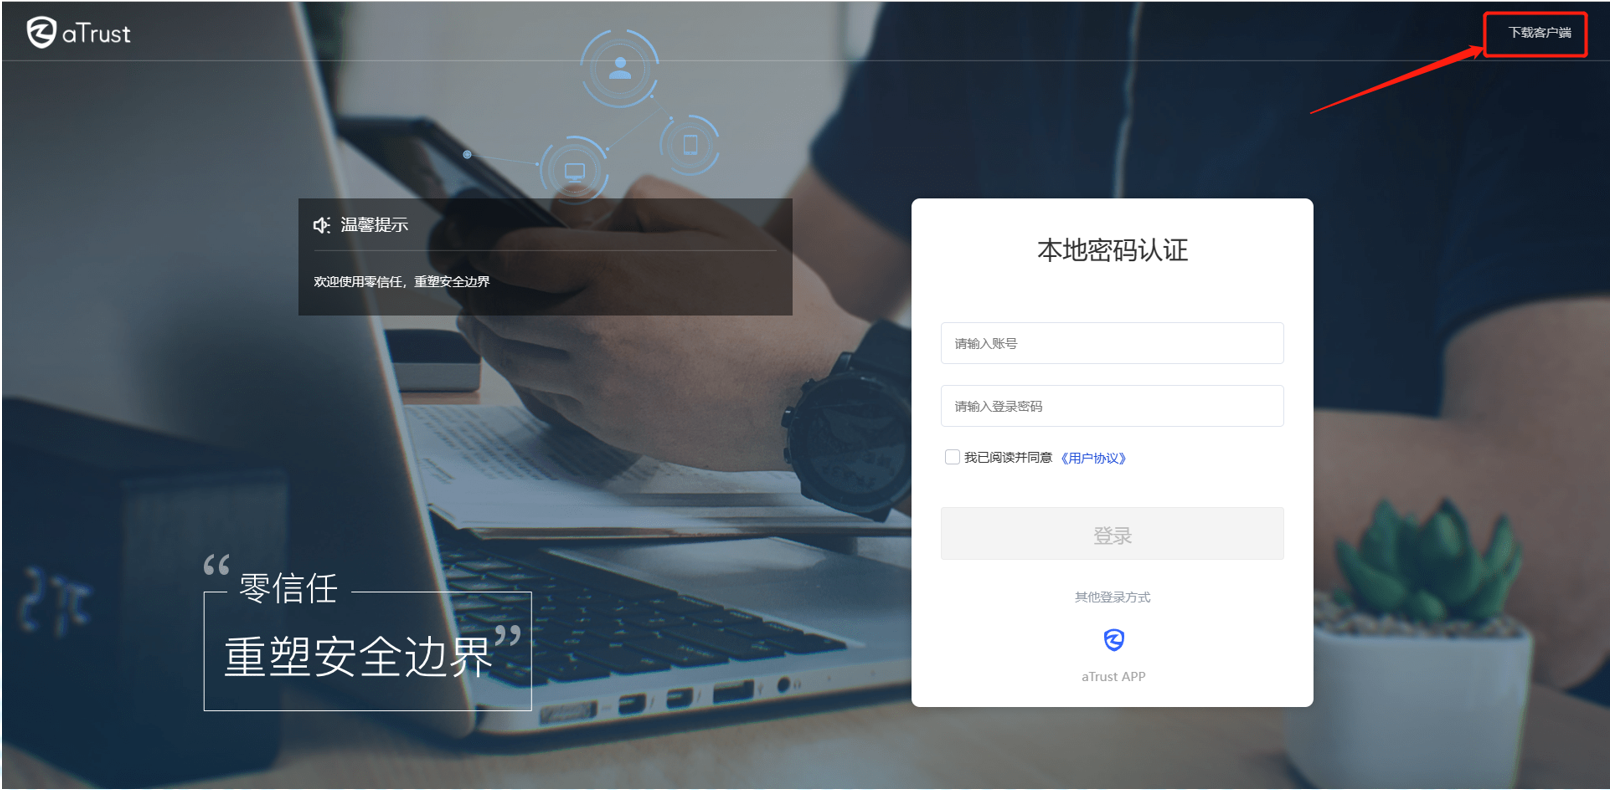 aTrust
下载客户端
温馨提示
欢迎使用零信任，重塑安全边界
本地密码认证
请输入账号
请输入登录密码
我已阅读并同意 《用户协议》
登录
其他登录方式
aTrust APP
“ 零信任
重塑安全边界 ”